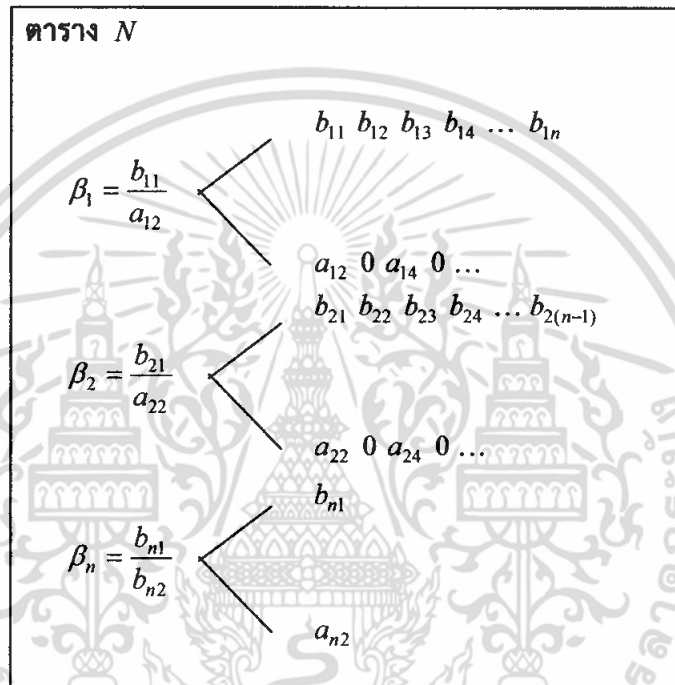 ตาราง N
b₁₁ b₁₂ b₁₃ b₁₄ … b₁ₙ
β₁ = b₁₁/a₁₂
a₁₂ 0 a₁₄ 0 …
b₂₁ b₂₂ b₂₃ b₂₄ … b₂₍ₙ₋₁₎
β₂ = b₂₁/a₂₂
a₂₂ 0 a₂₄ 0 …
bₙ₁
βₙ = bₙ₁/bₙ₂
aₙ₂